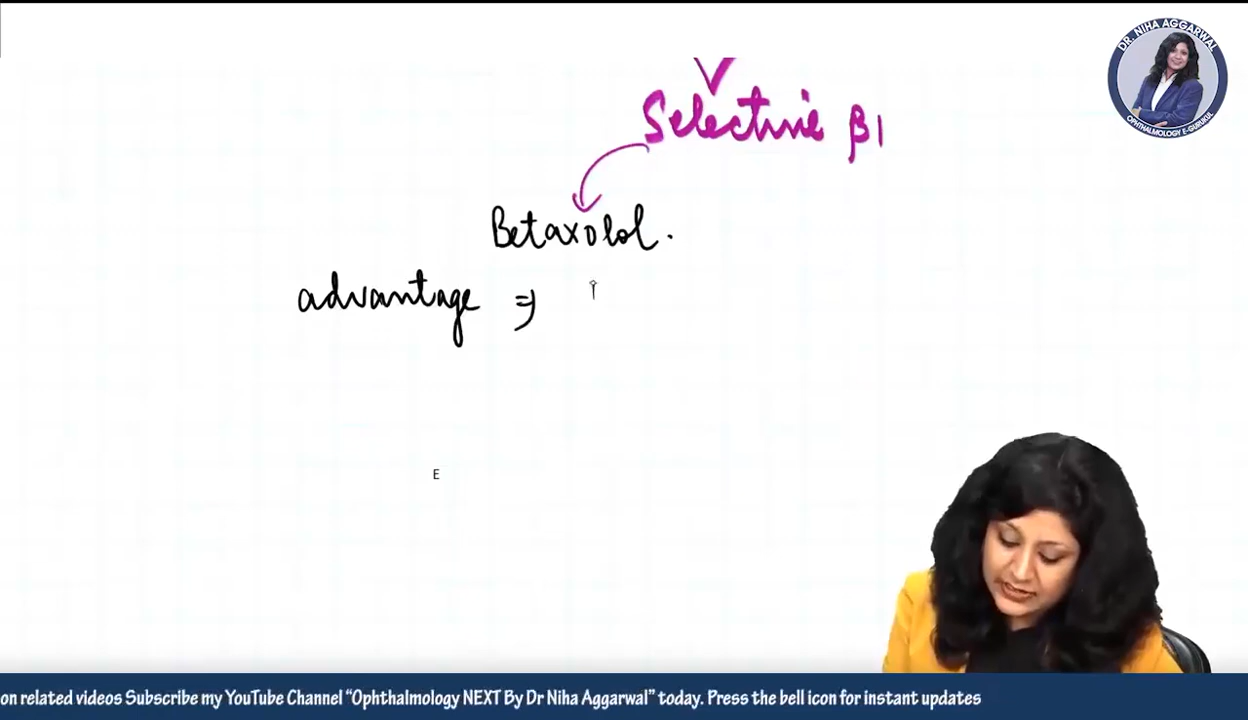 DR. NIHA AGGARWAL
OPHTHALMOLOGY E-GURUKUL
Selective β1
Betaxolol.
advantage ⇒
E
on related videos Subscribe my YouTube Channel “Ophthalmology NEXT By Dr Niha Aggarwal” today. Press the bell icon for instant updates